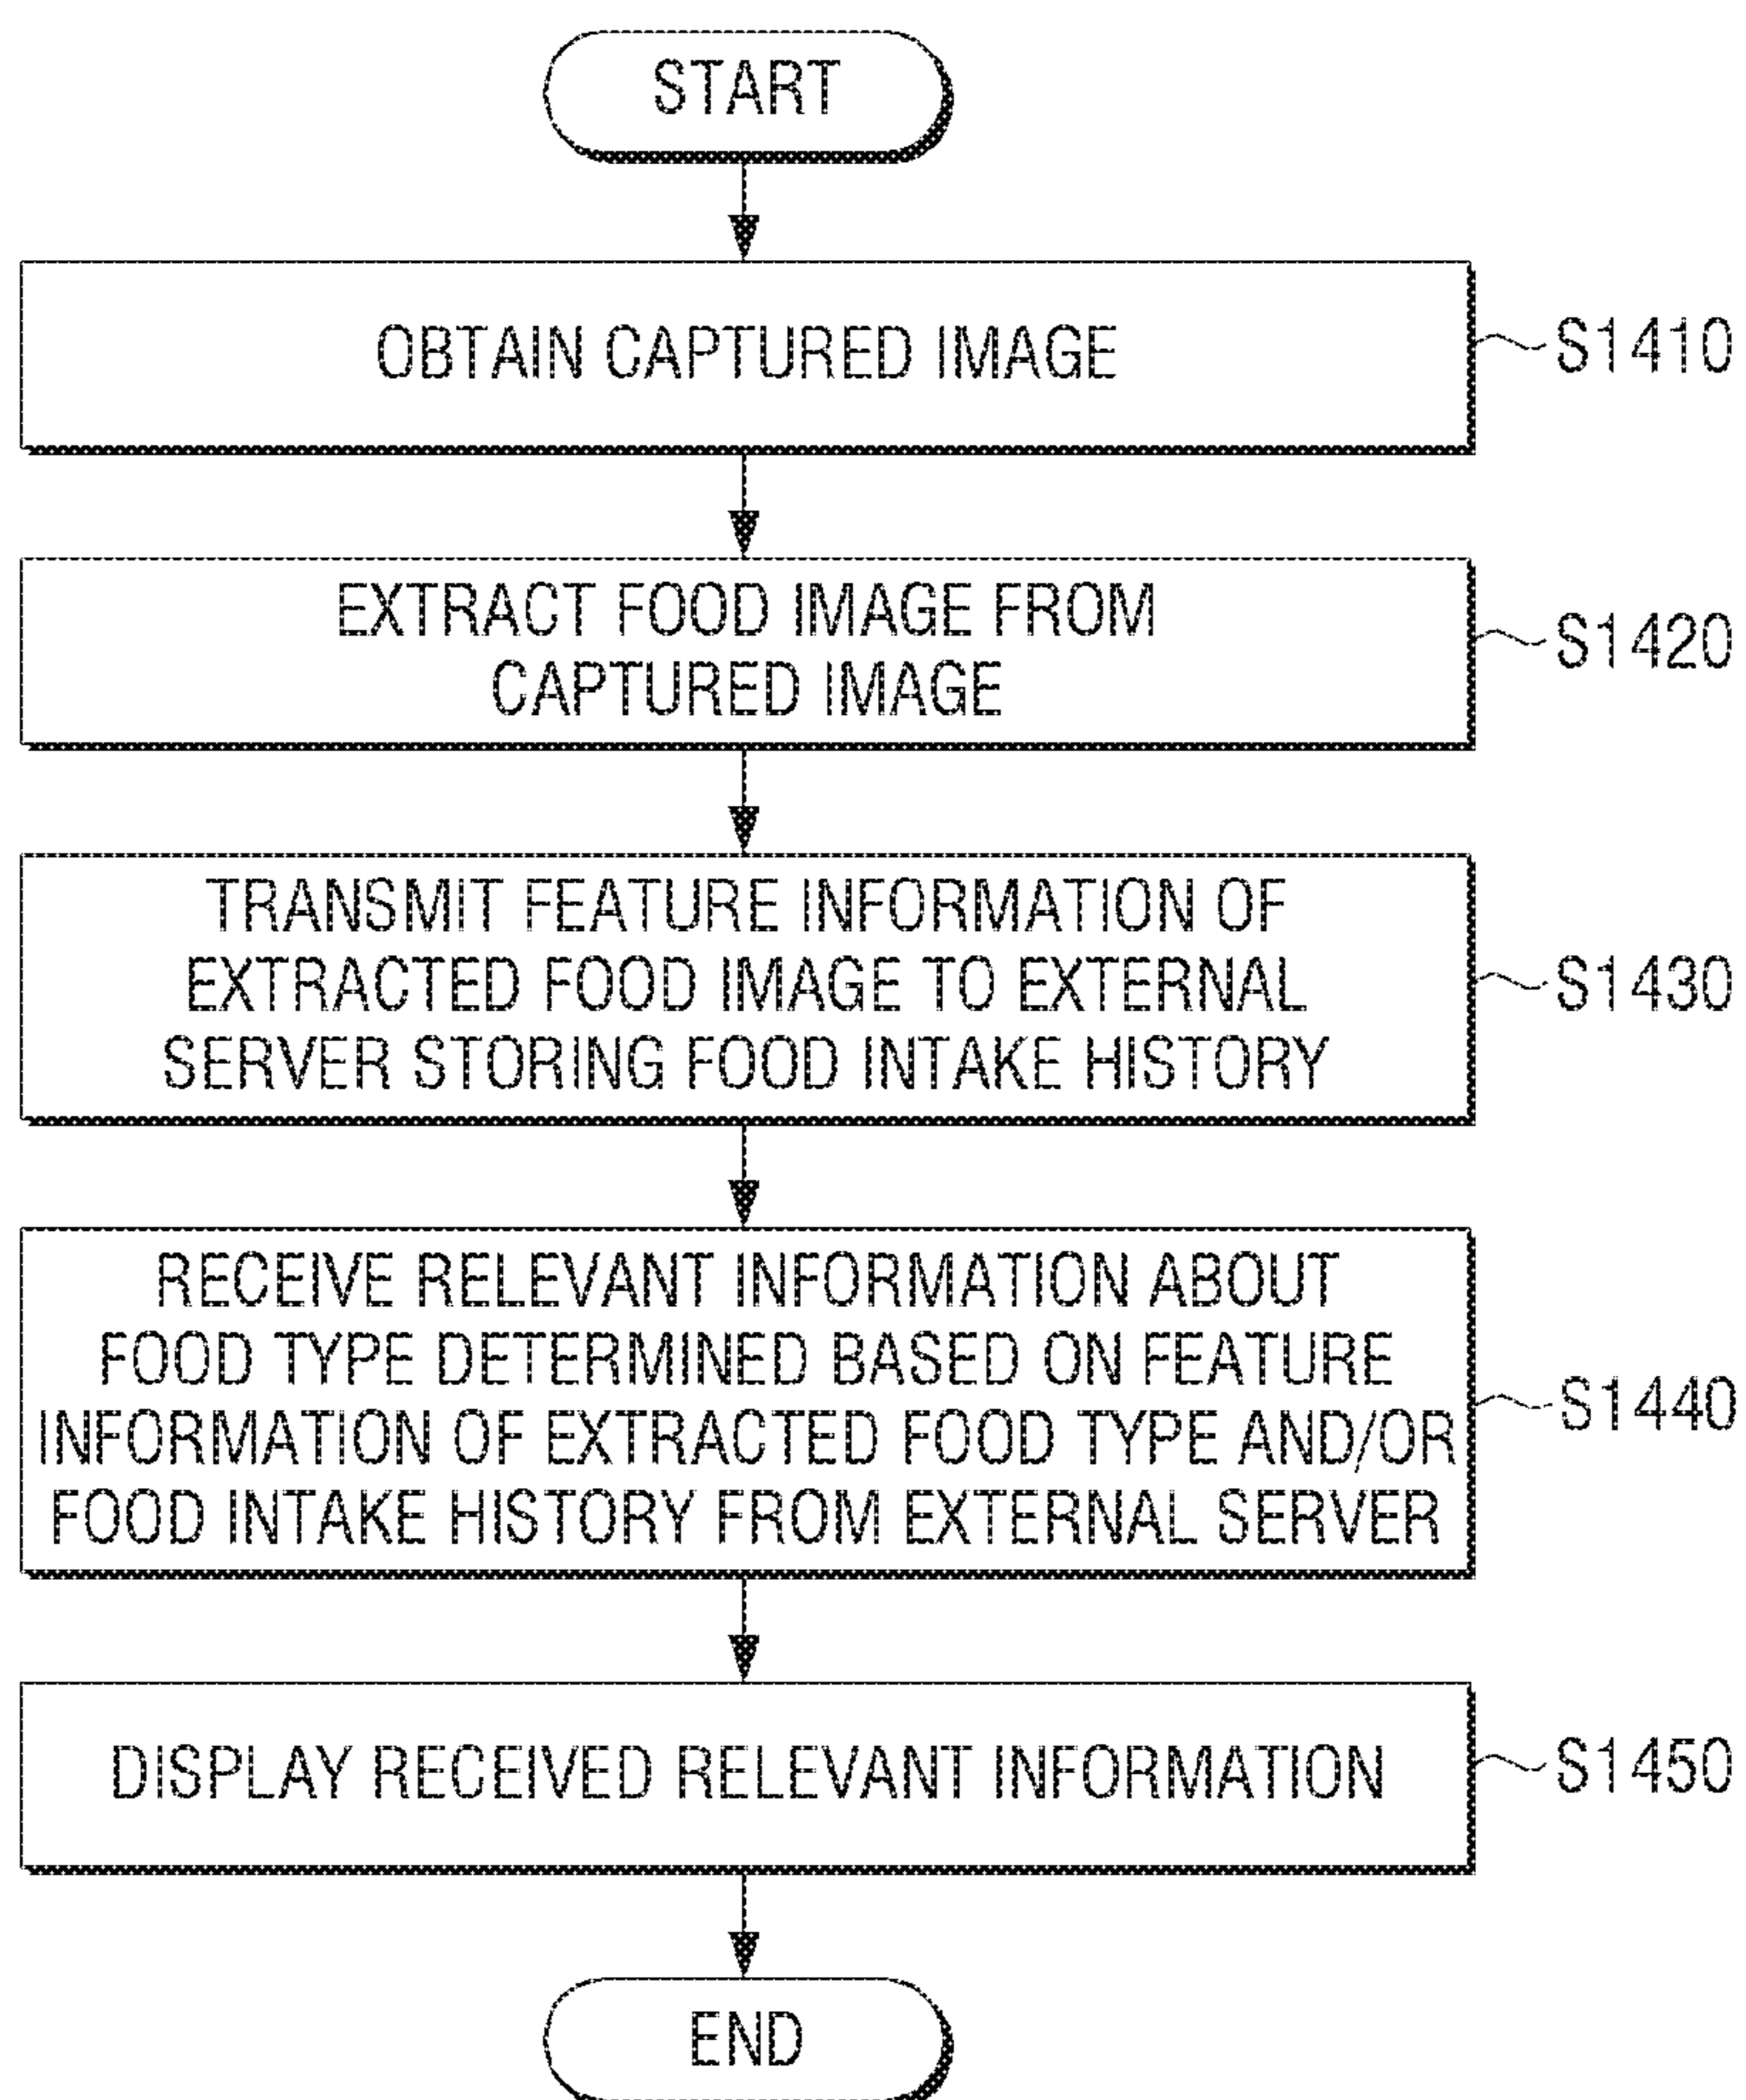 START
OBTAIN CAPTURED IMAGE
S1410
EXTRACT FOOD IMAGE FROM
CAPTURED IMAGE
S1420
TRANSMIT FEATURE INFORMATION OF
EXTRACTED FOOD IMAGE TO EXTERNAL
SERVER STORING FOOD INTAKE HISTORY
S1430
RECEIVE RELEVANT INFORMATION ABOUT
FOOD TYPE DETERMINED BASED ON FEATURE
INFORMATION OF EXTRACTED FOOD TYPE AND/OR
FOOD INTAKE HISTORY FROM EXTERNAL SERVER
S1440
DISPLAY RECEIVED RELEVANT INFORMATION
S1450
END